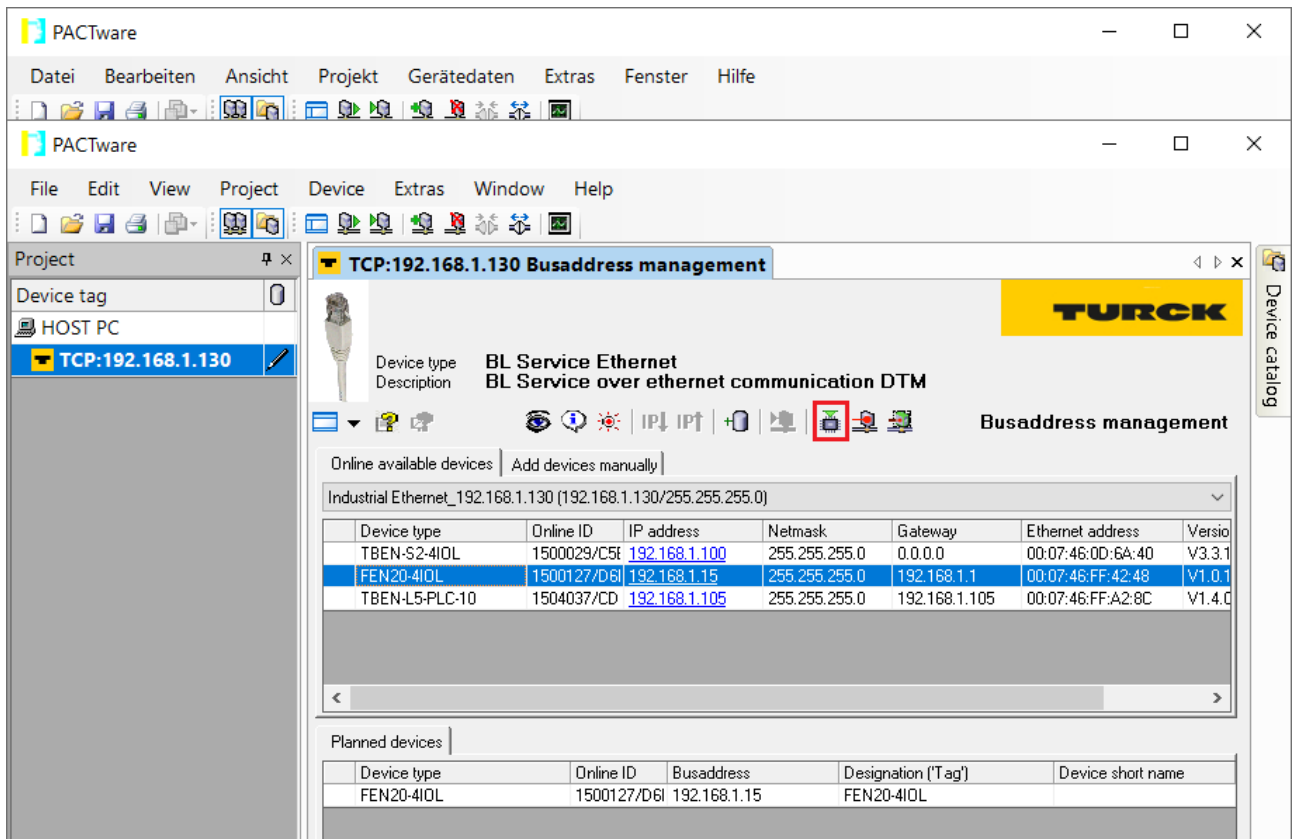 PACTware
Datei Bearbeiten Ansicht Projekt Gerätedaten Extras Fenster Hilfe
PACTware
File Edit View Project Device Extras Window Help
Project
TCP:192.168.1.130 Busaddress management
Device tag
HOST PC
TCP:192.168.1.130
TURCK
Device catalog
Device type BL Service Ethernet
Description BL Service over ethernet communication DTM
IP IP Busaddress management
Online available devices Add devices manually
Industrial Ethernet_192.168.1.130 (192.168.1.130/255.255.255.0)
Device type Online ID IP address Netmask Gateway Ethernet address Versio
TBEN-S2-4IOL 1500029/C5E 192.168.1.100 255.255.255.0 0.0.0.0 00:07:46:0D:6A:40 V3.3.1
FEN20-4IOL 1500127/D6I 192.168.1.15 255.255.255.0 192.168.1.1 00:07:46:FF:42:48 V1.0.1
TBEN-L5-PLC-10 1504037/CD 192.168.1.105 255.255.255.0 192.168.1.105 00:07:46:FF:A2:8C V1.4.0
Planned devices
Device type Online ID Busaddress Designation ('Tag') Device short name
FEN20-4IOL 1500127/D6I 192.168.1.15 FEN20-4IOL